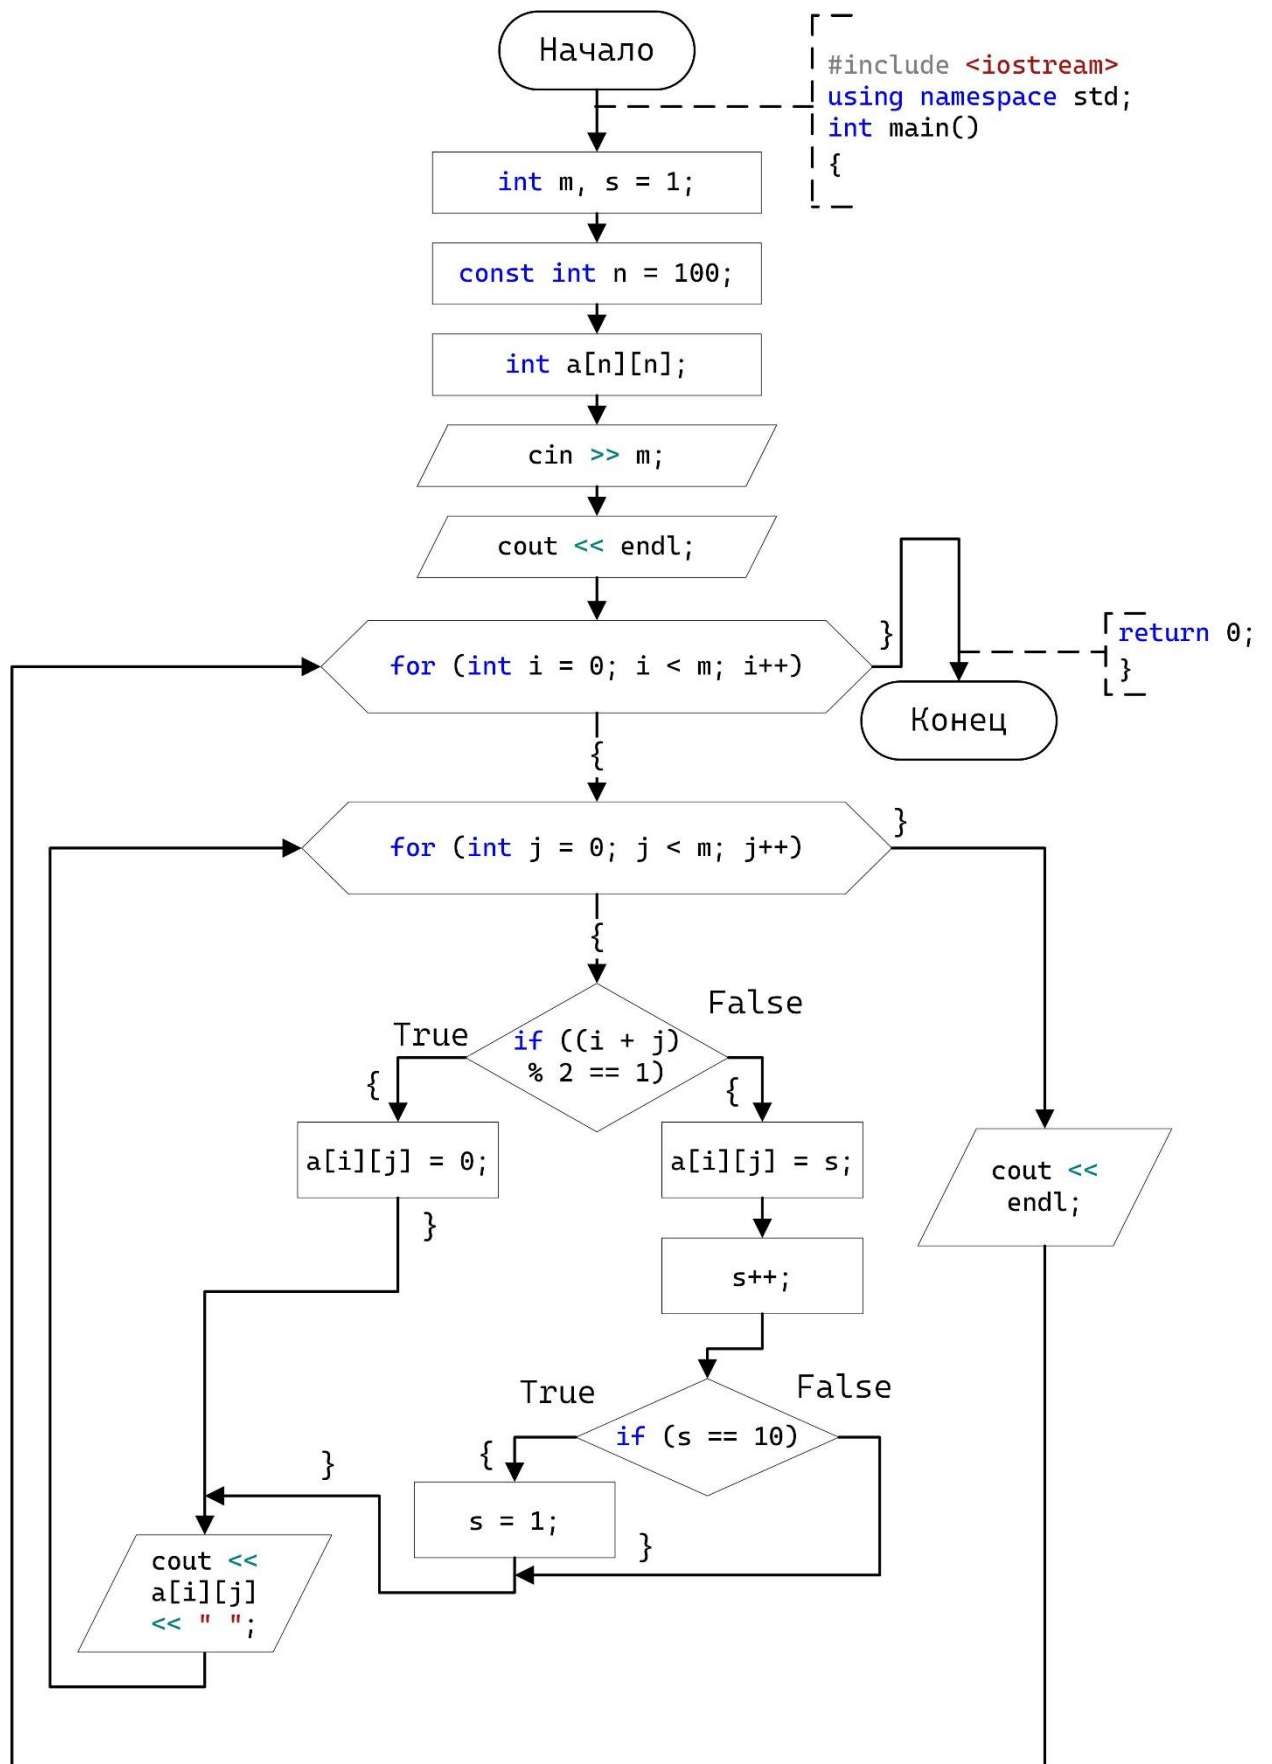 Начало
#include <iostream>
using namespace std;
int main()
{
int m, s = 1;
const int n = 100;
int a[n][n];
cin >> m;
cout << endl;
for (int i = 0; i < m; i++)
}
return 0;
}
Конец
{
for (int j = 0; j < m; j++)
}
{
True
False
if ((i + j)
% 2 == 1)
{
{
a[i][j] = 0;
a[i][j] = s;
cout <<
endl;
}
s++;
True
False
if (s == 10)
{
}
s = 1;
}
cout <<
a[i][j]
<< " ";